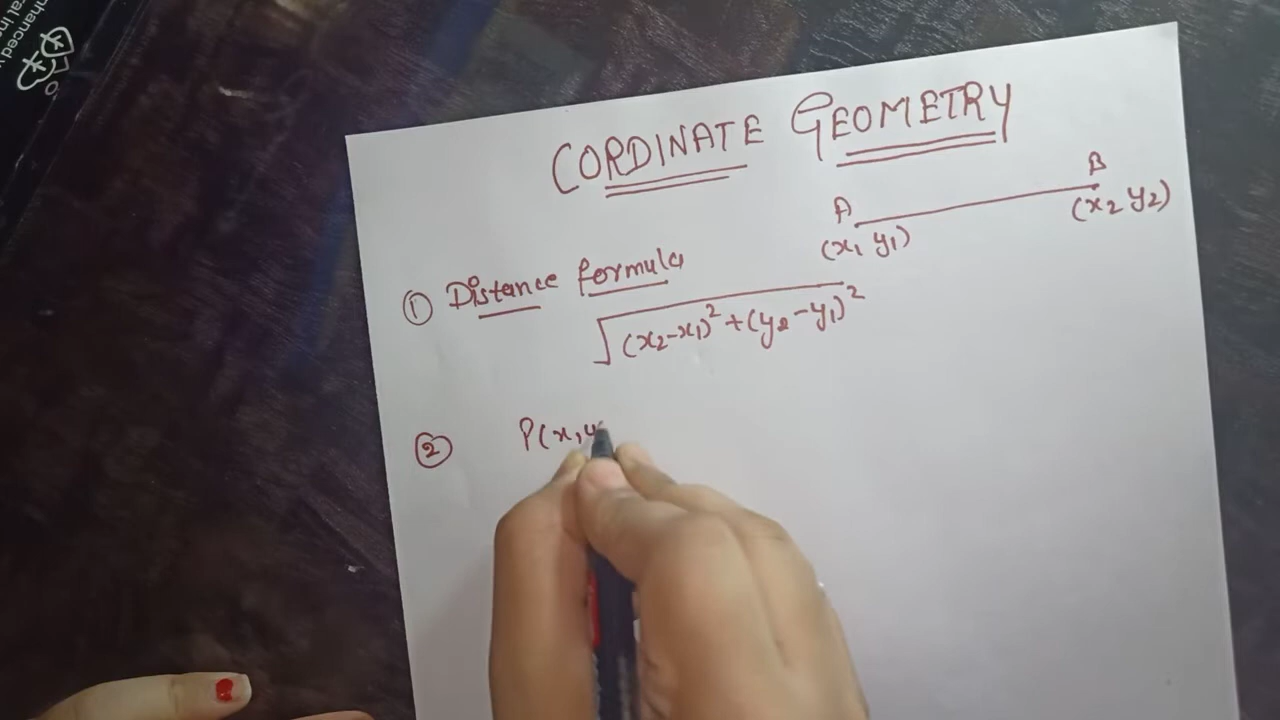 CORDINATE GEOMETRY
A B
(x₁ y₁) (x₂ y₂)
① Distance formula
√(x₂-x₁)²+(y₂-y₁)²
② P(x,y